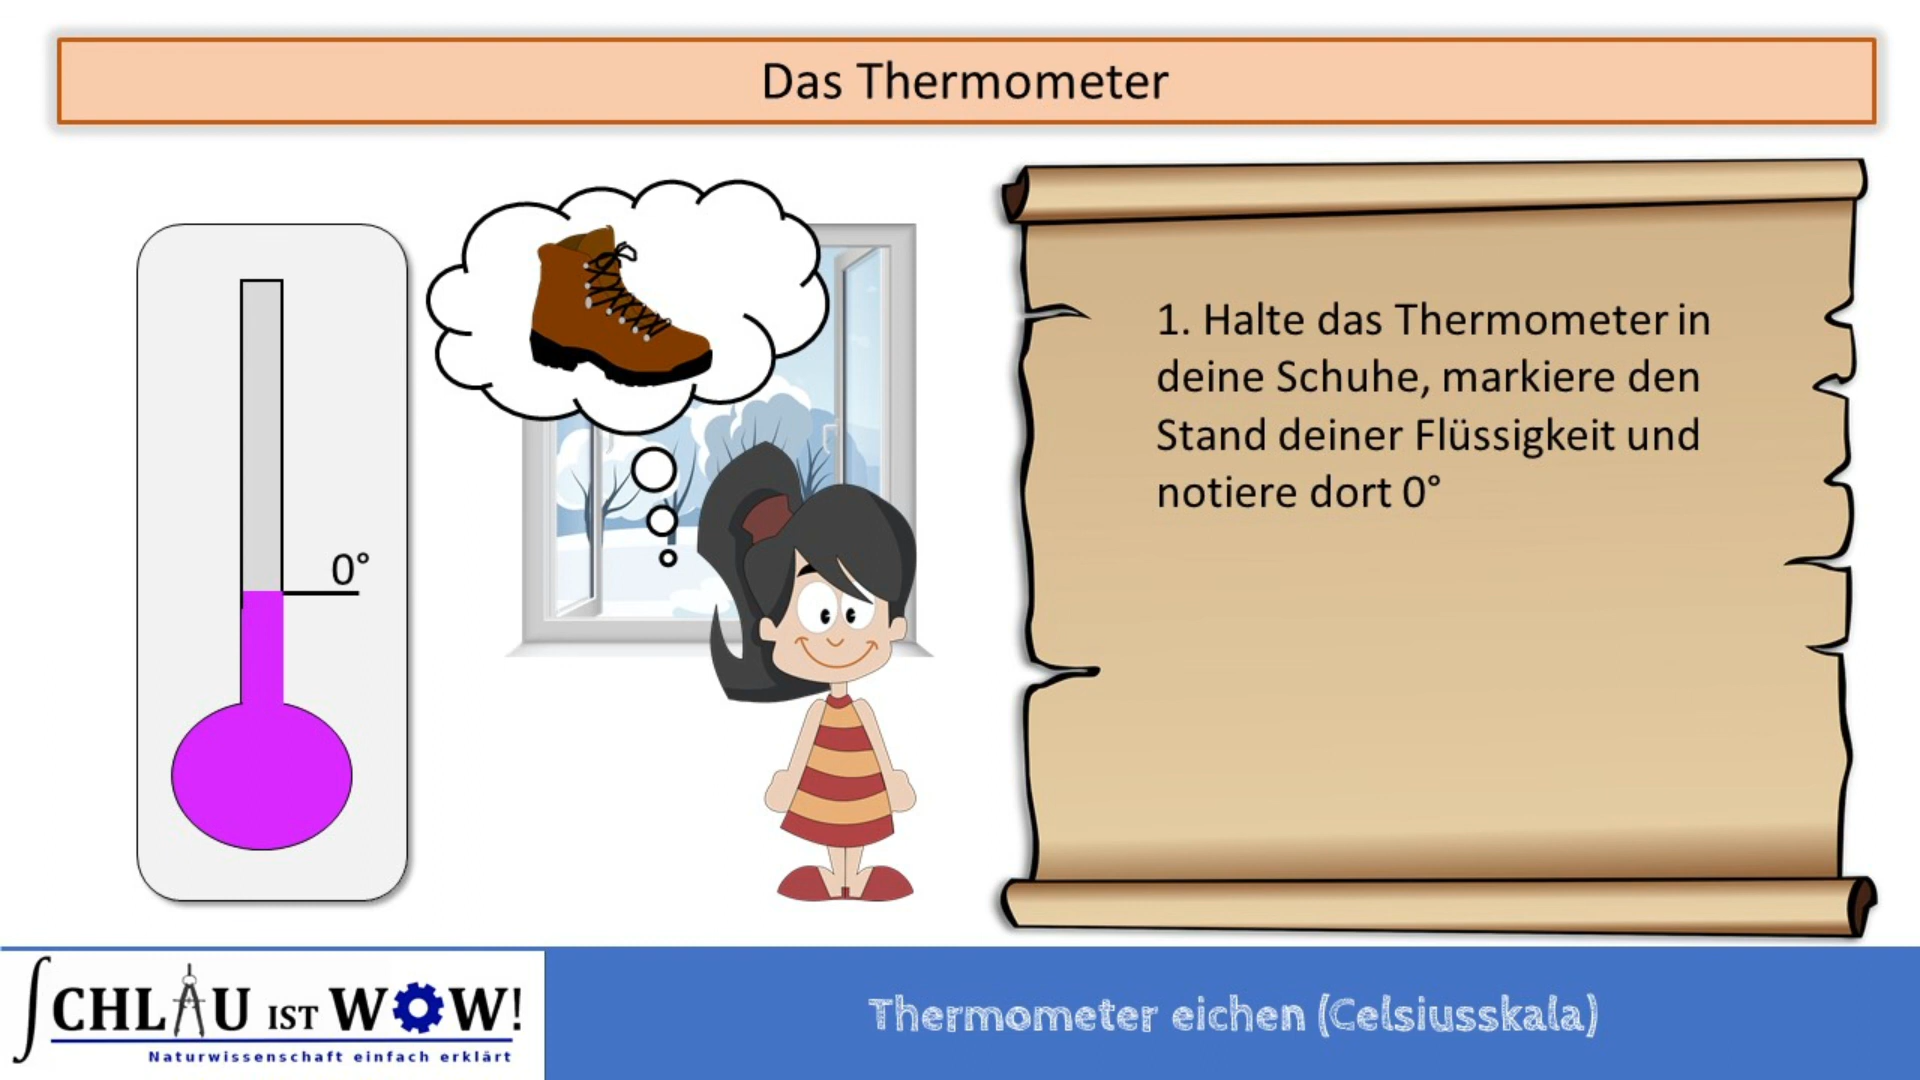 Das Thermometer
1. Halte das Thermometer in
deine Schuhe, markiere den
Stand deiner Flüssigkeit und
notiere dort 0°
0°
SCHLAU IST WOW!
Naturwissenschaft einfach erklärt
Thermometer eichen (Celsiusskala)